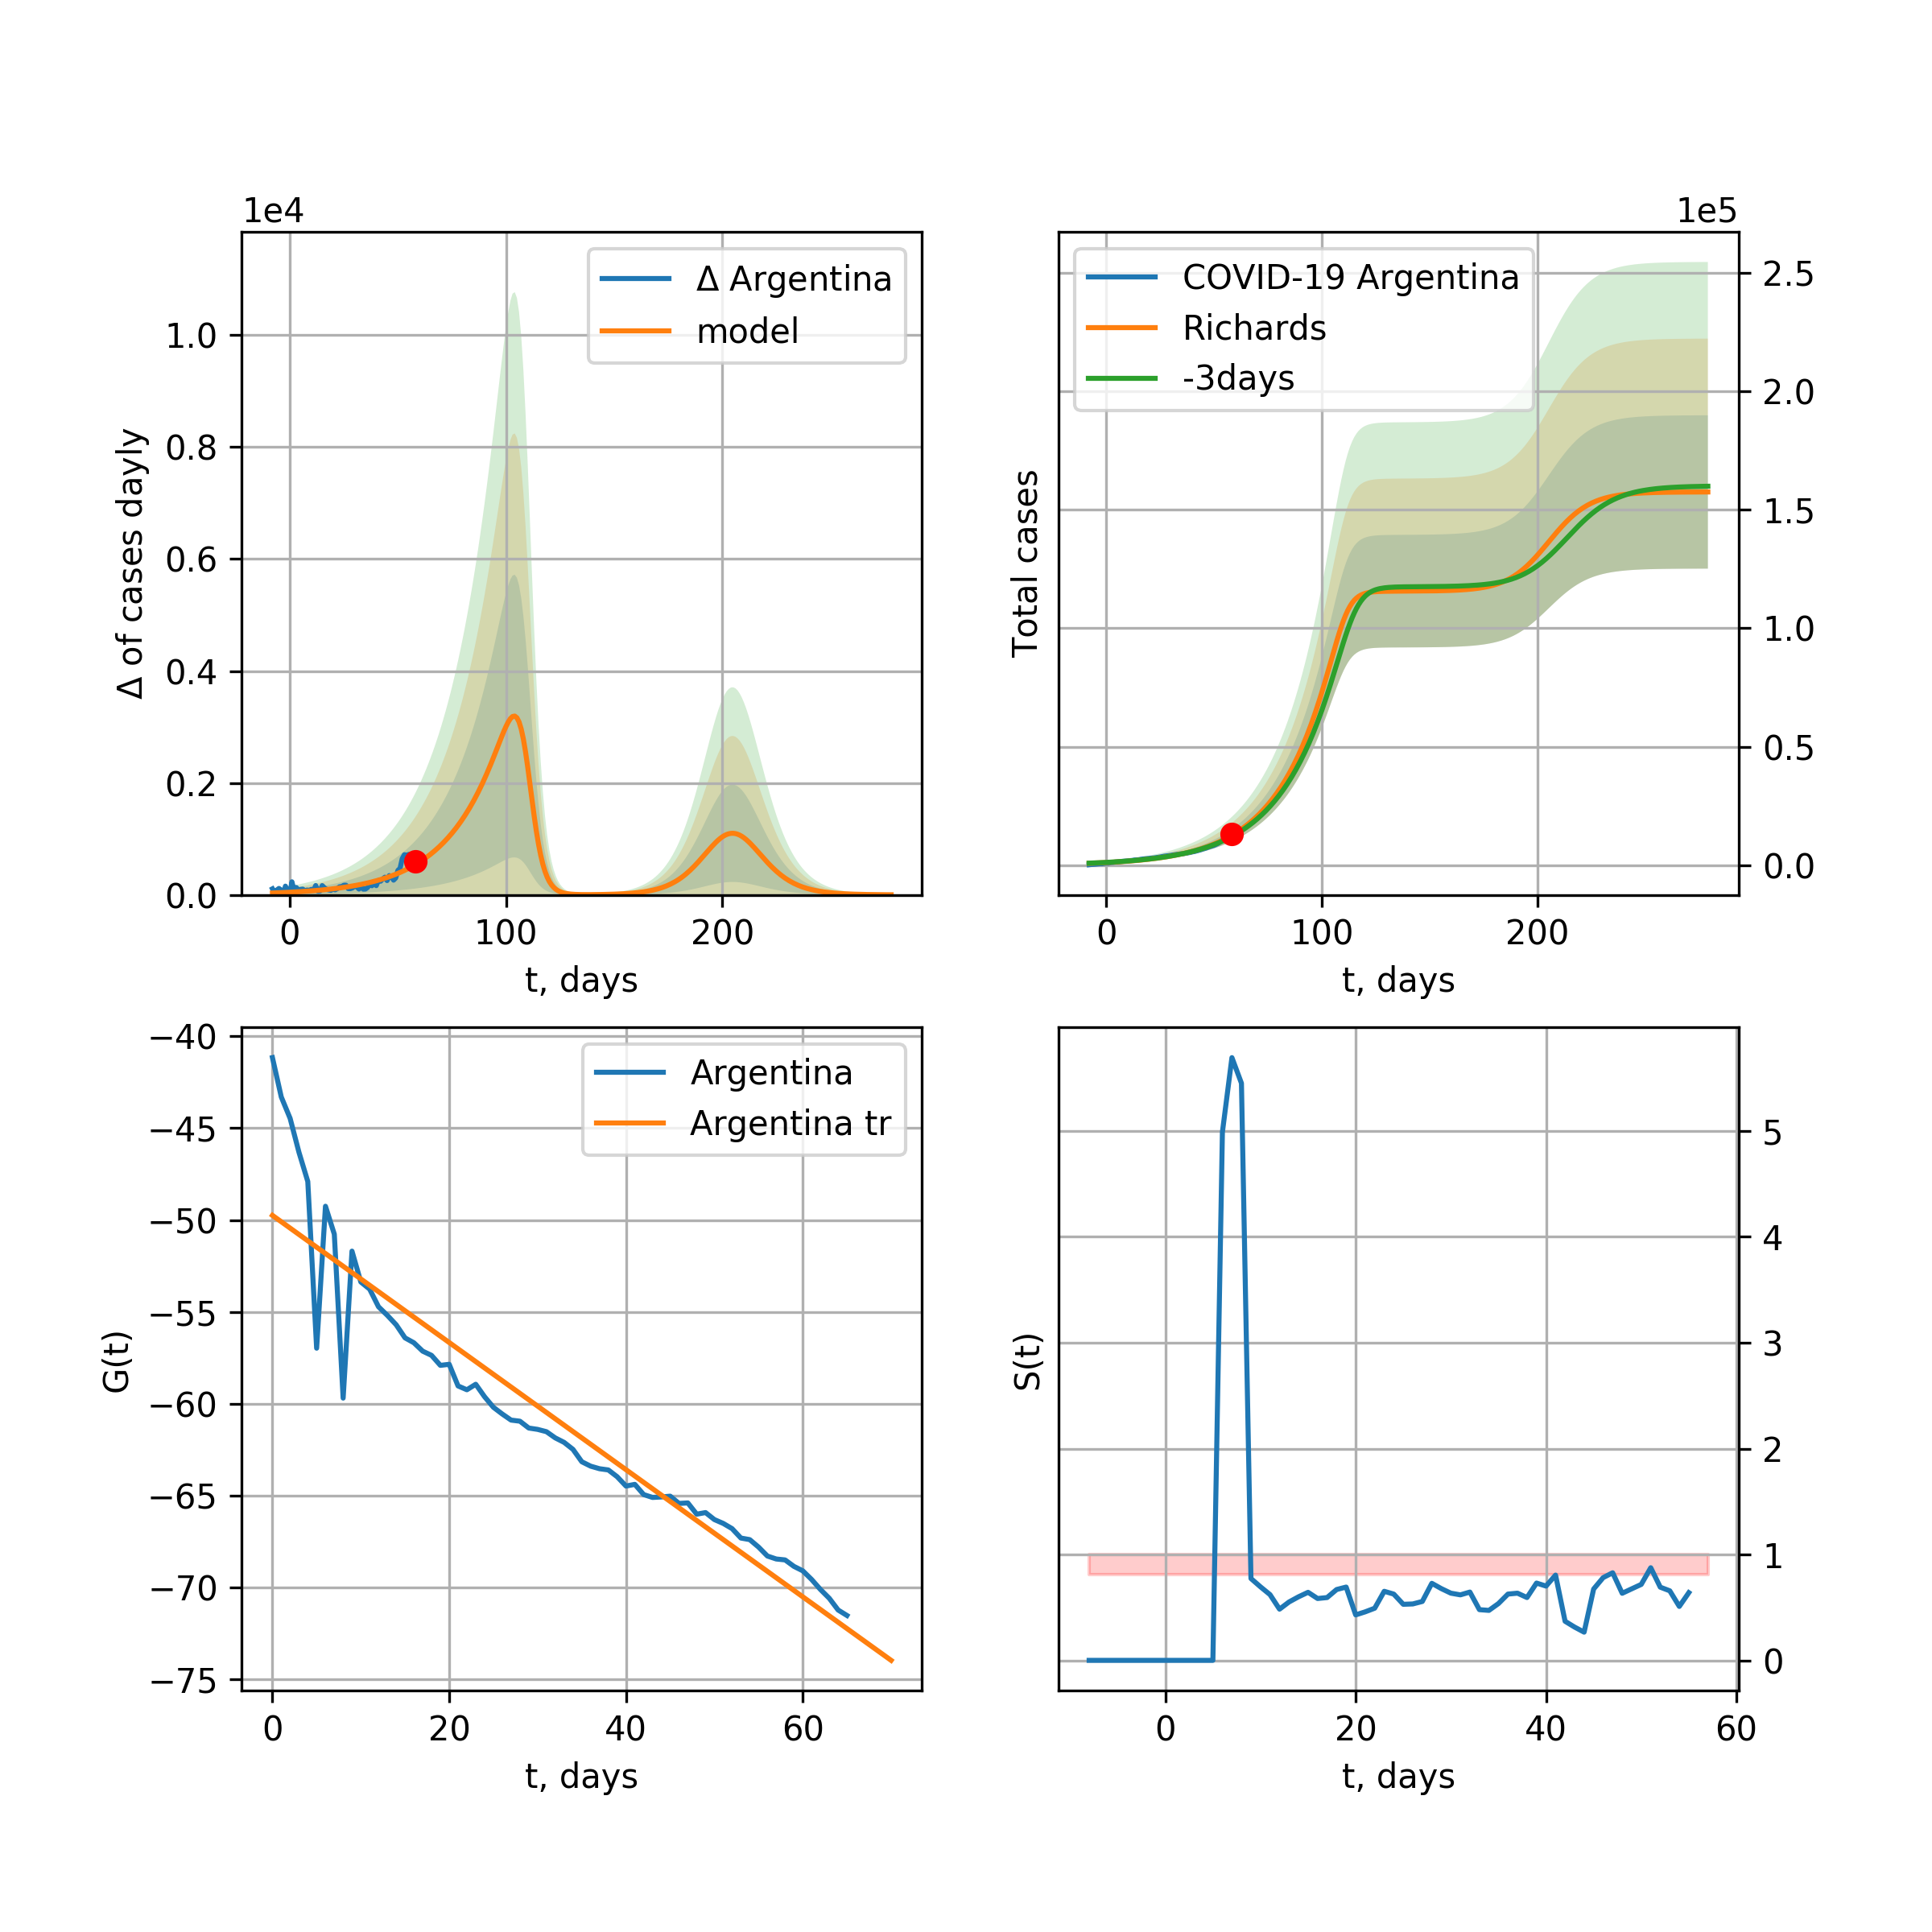 1e4
Δ Argentina
model
1.0
0.8
0.6
0.4
0.2
0.0
Δ of cases dayly
0 100 200
t, days
1e5
COVID-19 Argentina
Richards
-3days
2.5
2.0
1.5
1.0
0.5
0.0
Total cases
0 100 200
t, days
Argentina
Argentina tr
−40
−45
−50
−55
−60
−65
−70
−75
G(t)
0 20 40 60
t, days
5
4
3
2
1
0
S(t)
0 20 40 60
t, days